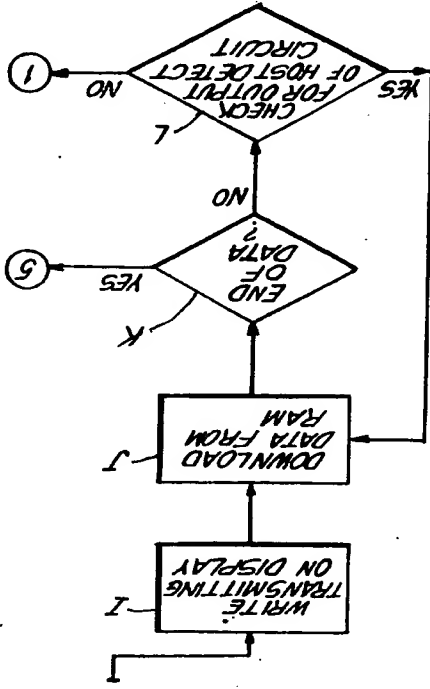 WRITE
TRANSMITTING
ON DISPLAY
I
DOWNLOAD
DATA FROM
RAM
J
END
OF
DATA
?
K
YES
5
NO
CHECK
FOR OUTPUT
OF HOST DETECT
CIRCUIT
L
YES
NO
1